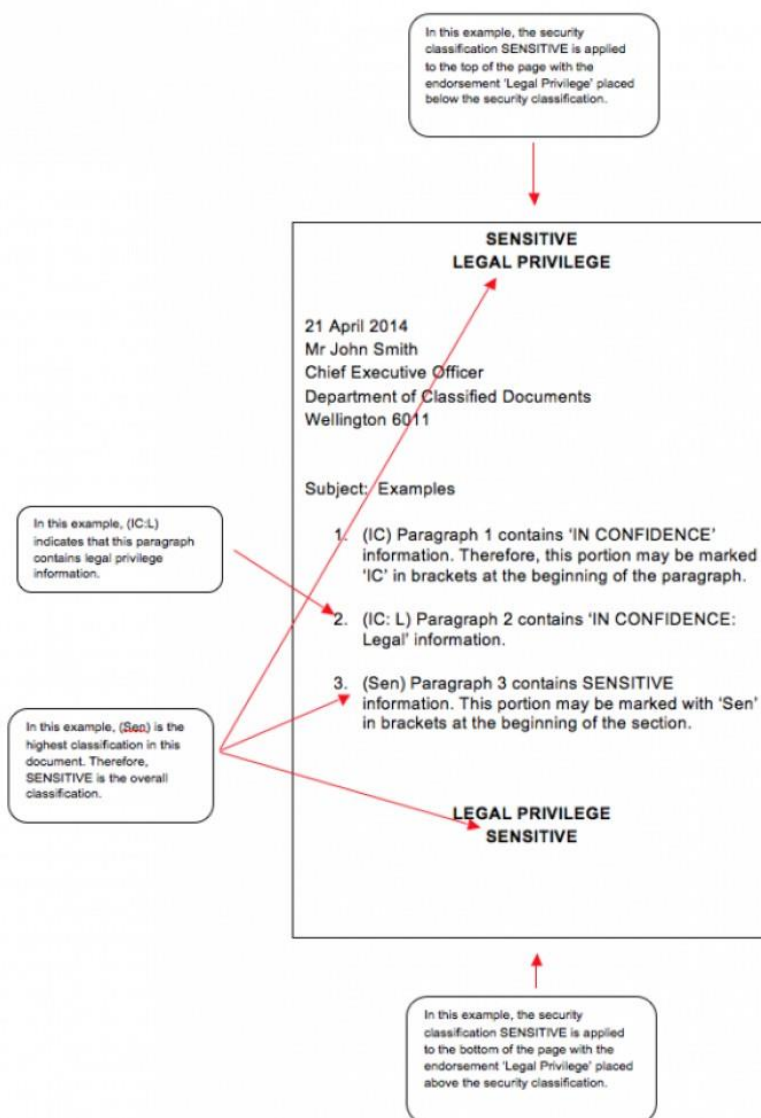 In this example, the security
classification SENSITIVE is applied
to the top of the page with the
endorsement 'Legal Privilege' placed
below the security classification.
SENSITIVE
LEGAL PRIVILEGE
21 April 2014
Mr John Smith
Chief Executive Officer
Department of Classified Documents
Wellington 6011
Subject: Examples
In this example, (IC:L)
indicates that this paragraph
contains legal privilege
information.
1. (IC) Paragraph 1 contains 'IN CONFIDENCE'
information. Therefore, this portion may be marked
'IC' in brackets at the beginning of the paragraph.
2. (IC: L) Paragraph 2 contains 'IN CONFIDENCE:
Legal' information.
3. (Sen) Paragraph 3 contains SENSITIVE
information. This portion may be marked with 'Sen'
in brackets at the beginning of the section.
In this example, (Sen) is the
highest classification in this
document. Therefore,
SENSITIVE is the overall
classification.
LEGAL PRIVILEGE
SENSITIVE
In this example, the security
classification SENSITIVE is applied
to the bottom of the page with the
endorsement 'Legal Privilege' placed
above the security classification.